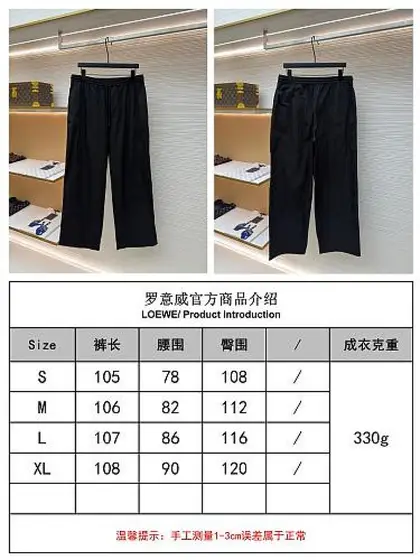 罗意威官方商品介绍
LOEWE/ Product Introduction
Size 裤长 腰围 臀围 / 成衣克重
S 105 78 108 /
M 106 82 112 /
L 107 86 116 / 330g
XL 108 90 120 /
温馨提示：手工测量1-3cm误差属于正常